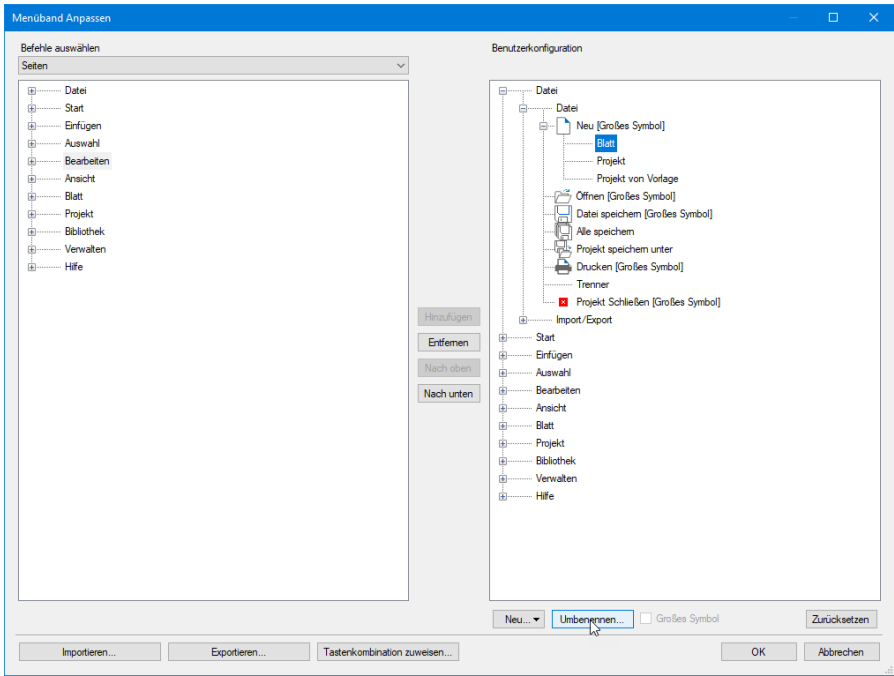 Menüband Anpassen
Befehle auswählen
Seiten
Datei
Start
Einfügen
Auswahl
Bearbeiten
Ansicht
Blatt
Projekt
Bibliothek
Verwalten
Hilfe
Hinzufügen
Entfernen
Nach oben
Nach unten
Benutzerkonfiguration
Datei
Datei
Neu [Großes Symbol]
Blatt
Projekt
Projekt von Vorlage
Öffnen [Großes Symbol]
Datei speichern [Großes Symbol]
Alle speichern
Projekt speichern unter
Drucken [Großes Symbol]
Trenner
Projekt Schließen [Großes Symbol]
Import/Export
Start
Einfügen
Auswahl
Bearbeiten
Ansicht
Blatt
Projekt
Bibliothek
Verwalten
Hilfe
Neu...
Umbenennen...
Großes Symbol
Zurücksetzen
Importieren...
Exportieren...
Tastenkombination zuweisen...
OK
Abbrechen